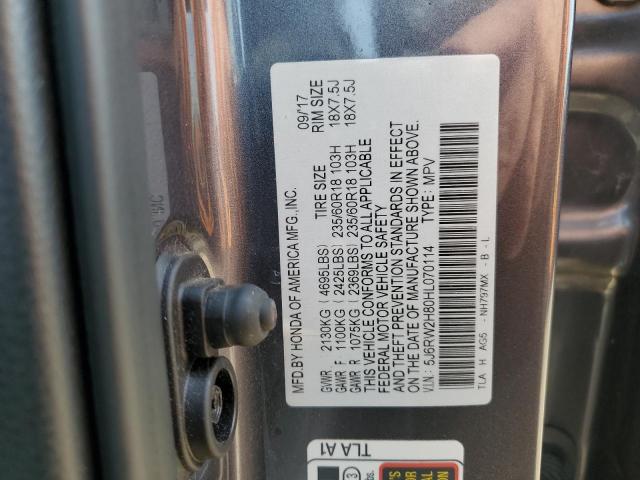 MFD.BY HONDA OF AMERICA MFG.,INC. 09/17
TIRE SIZE RIM SIZE
GVWR 2130KG (4695LBS)
GAWR F 1100KG (2425LBS) 235/60R18 103H 18X7.5J
GAWR R 1075KG (2369LBS) 235/60R18 103H 18X7.5J
THIS VEHICLE CONFORMS TO ALL APPLICABLE
FEDERAL MOTOR VEHICLE SAFETY
AND THEFT PREVENTION STANDARDS IN EFFECT
ON THE DATE OF MANUFACTURE SHOWN ABOVE.
V.I.N.: 5J6RW2H80HL070114 TYPE: MPV
TLA H AG5 - NH797MX - B - L
TLA A1